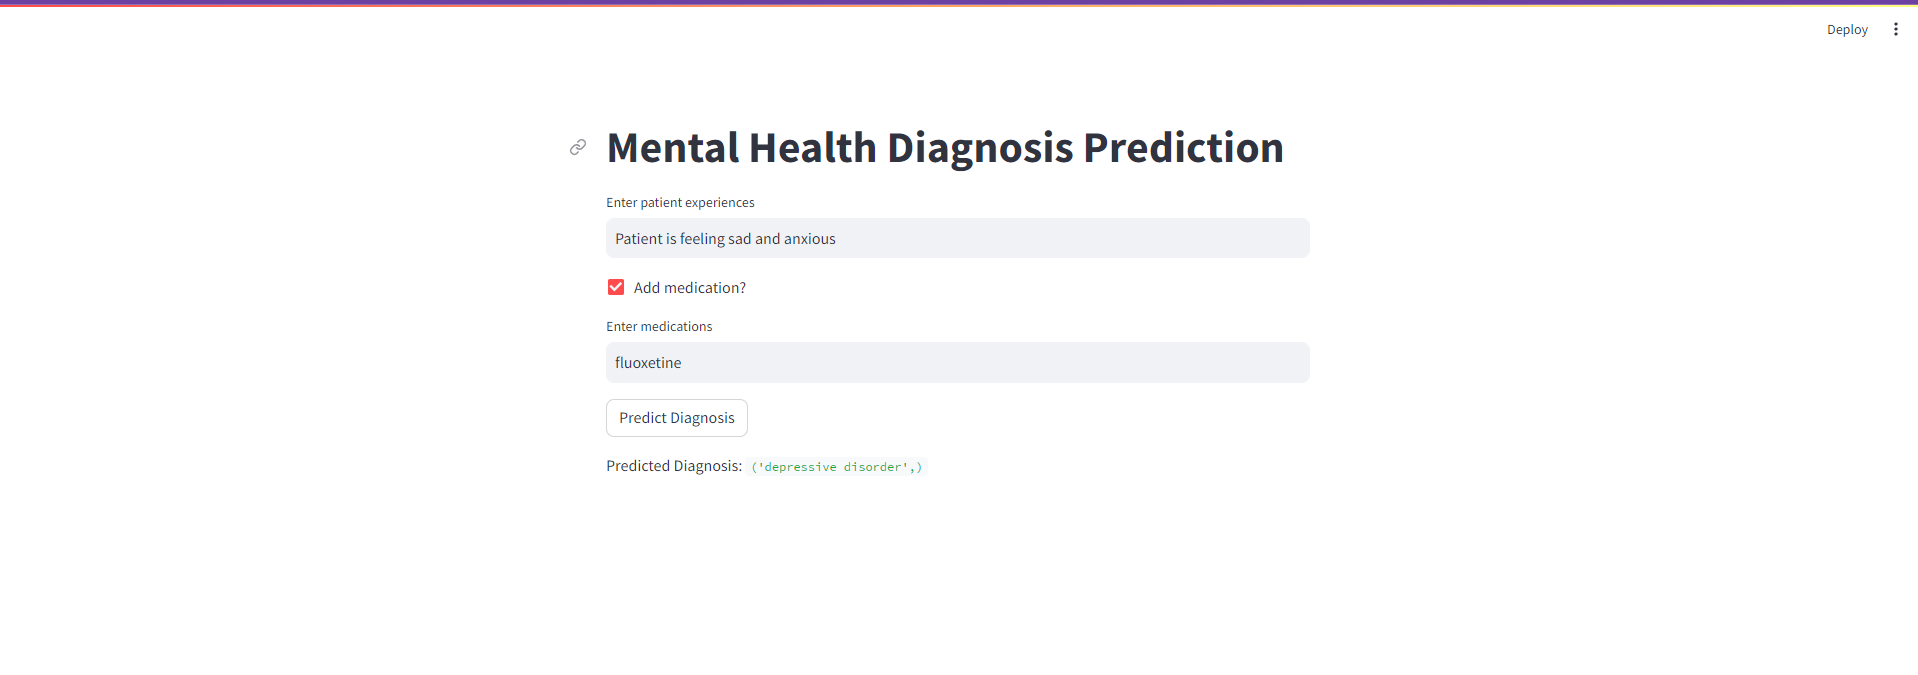 Deploy
Mental Health Diagnosis Prediction
Enter patient experiences
Patient is feeling sad and anxious
Add medication?
Enter medications
fluoxetine
Predict Diagnosis
Predicted Diagnosis: ('depressive disorder',)